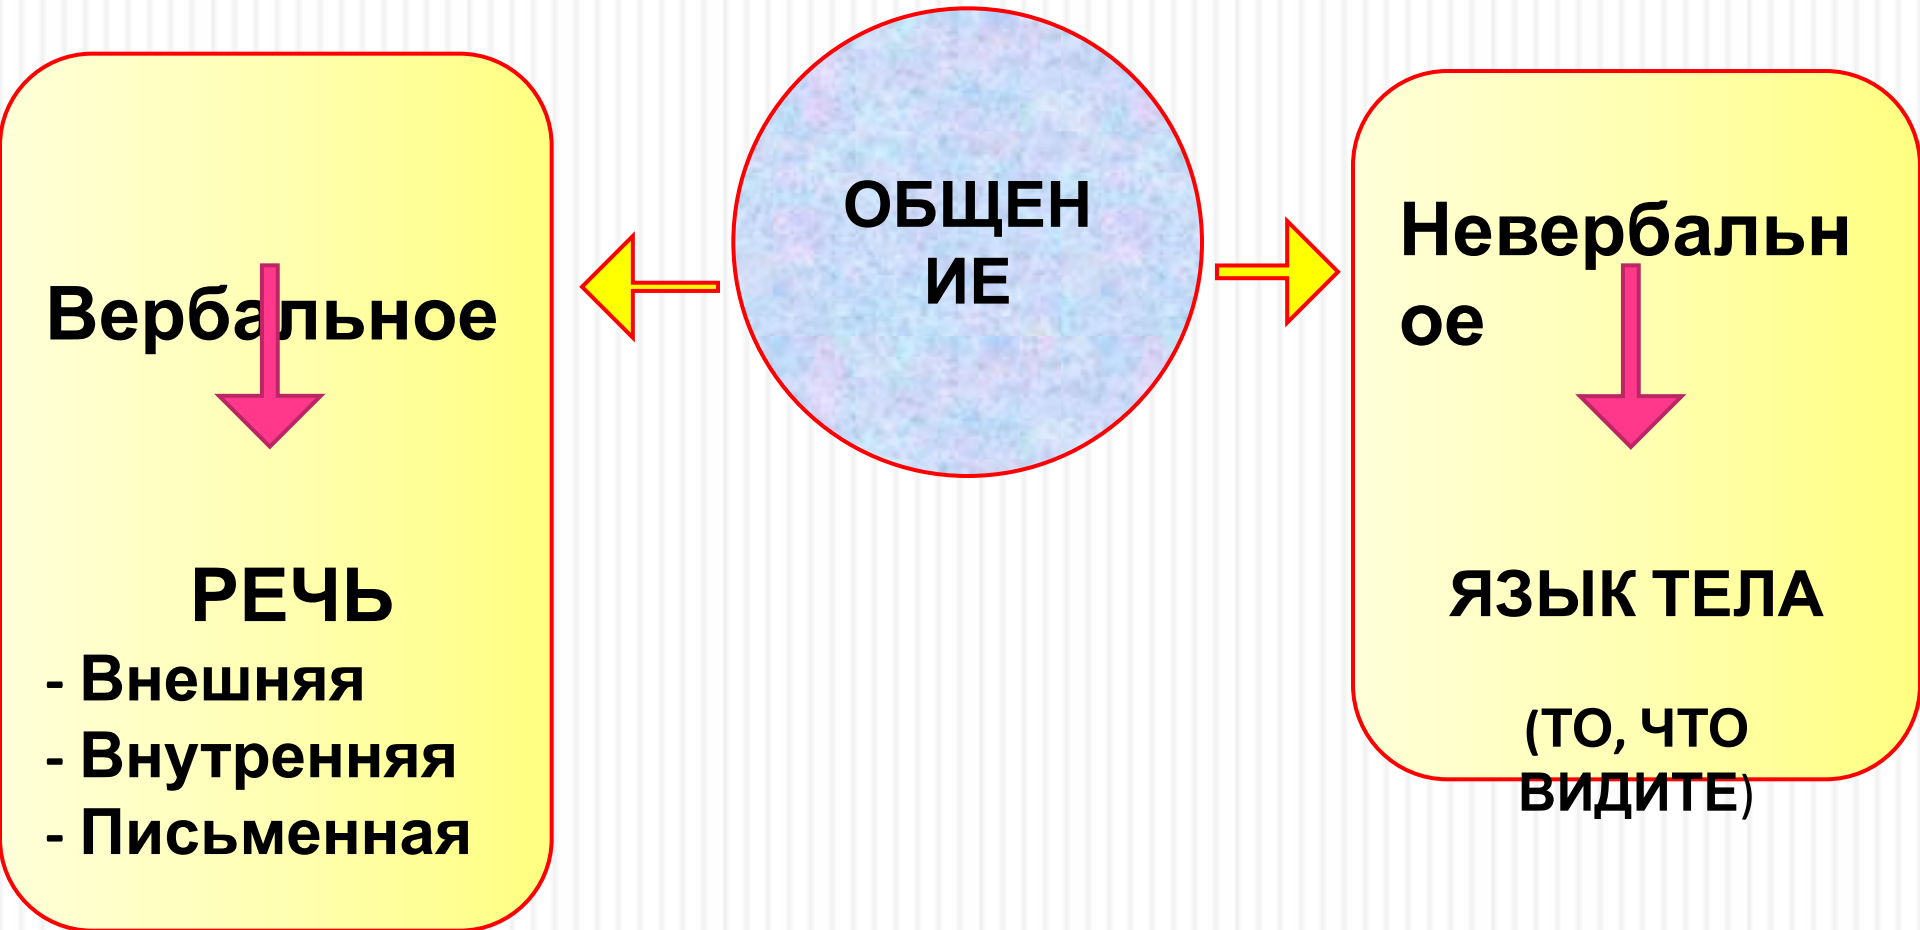 ОБЩЕН
ИЕ
Вербальное
РЕЧЬ
- Внешняя
- Внутренняя
- Письменная
Невербальн
ое
ЯЗЫК ТЕЛА
(ТО, ЧТО
ВИДИТЕ)